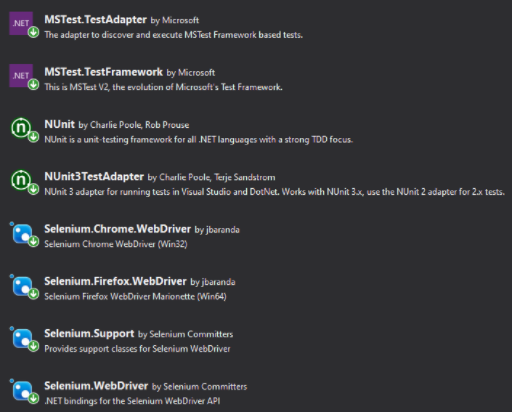 .NET MSTest.TestAdapter by Microsoft
The adapter to discover and execute MSTest Framework based tests.
.NET MSTest.TestFramework by Microsoft
This is MSTest V2, the evolution of Microsoft's Test Framework.
n NUnit by Charlie Poole, Rob Prouse
NUnit is a unit-testing framework for all .NET languages with a strong TDD focus.
n NUnit3TestAdapter by Charlie Poole, Terje Sandstrom
NUnit 3 adapter for running tests in Visual Studio and DotNet. Works with NUnit 3.x, use the NUnit 2 adapter for 2.x tests.
Selenium.Chrome.WebDriver by jbaranda
Selenium Chrome WebDriver (Win32)
Selenium.Firefox.WebDriver by jbaranda
Selenium Firefox WebDriver Marionette (Win64)
Selenium.Support by Selenium Committers
Provides support classes for Selenium WebDriver
Selenium.WebDriver by Selenium Committers
.NET bindings for the Selenium WebDriver API